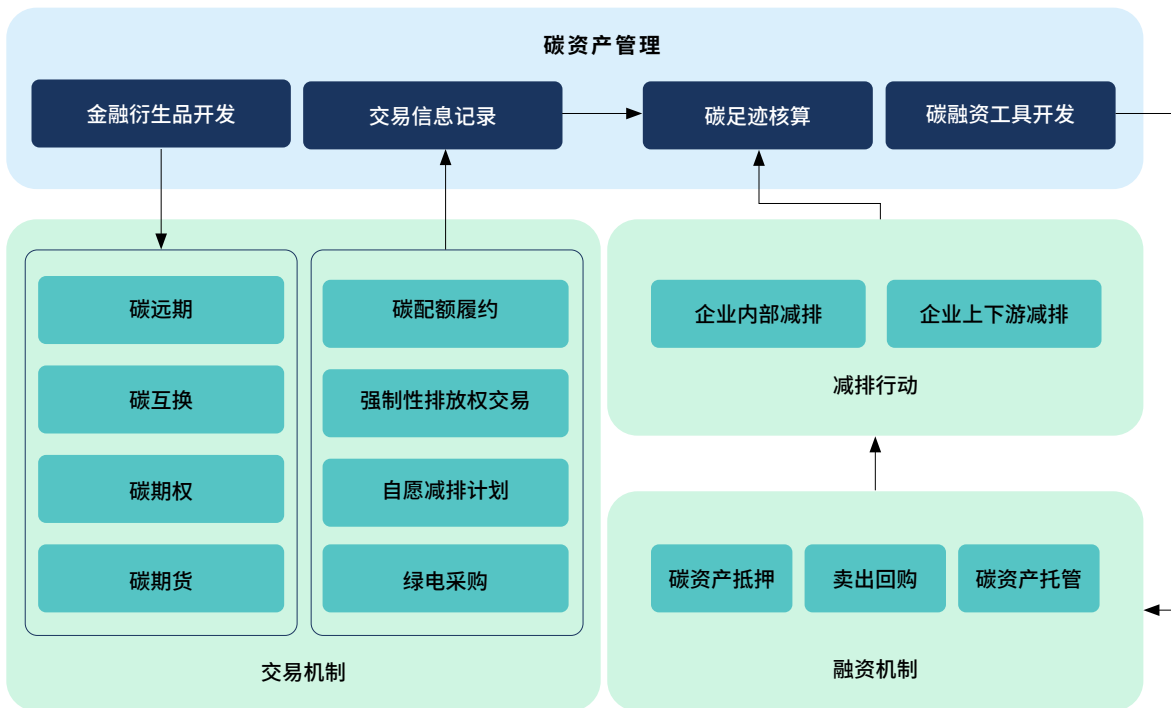 碳资产管理
金融衍生品开发
交易信息记录
碳足迹核算
碳融资工具开发
碳远期
碳互换
碳期权
碳期货
碳配额履约
强制性排放权交易
自愿减排计划
绿电采购
交易机制
企业内部减排
企业上下游减排
减排行动
碳资产抵押
卖出回购
碳资产托管
融资机制